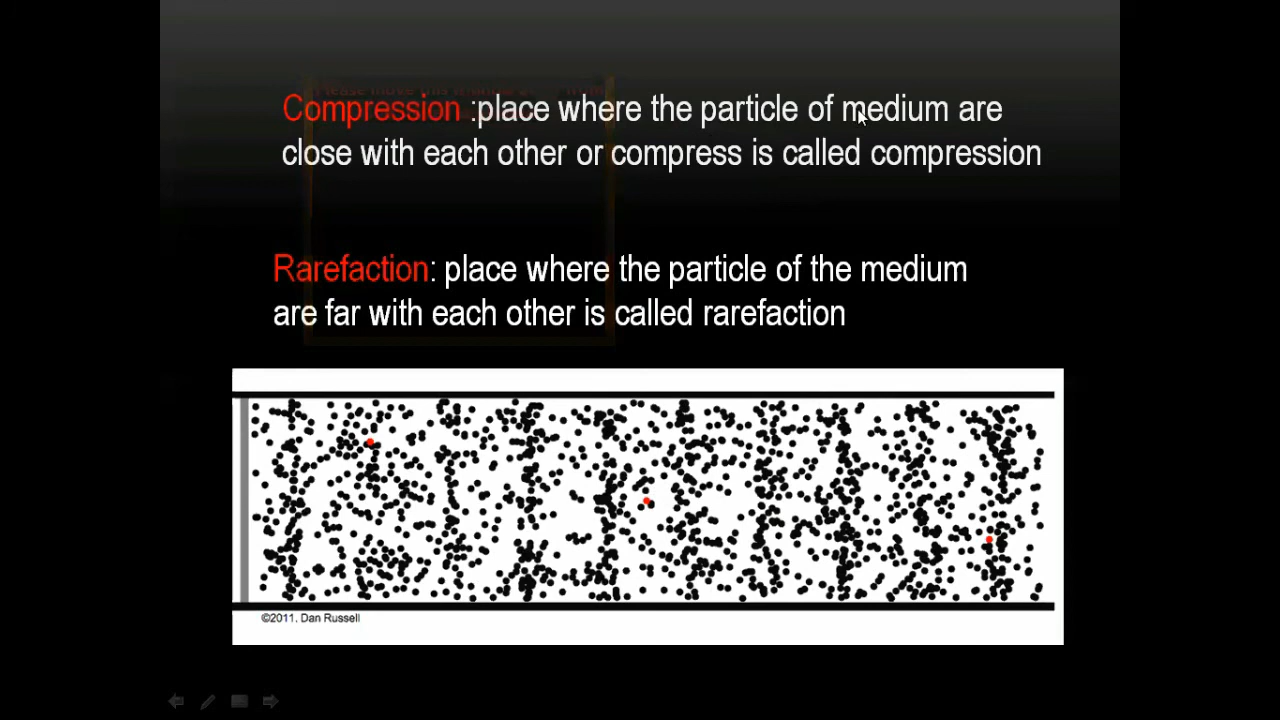 Compression :place where the particle of medium are
close with each other or compress is called compression
Rarefaction: place where the particle of the medium
are far with each other is called rarefaction
©2011. Dan Russell